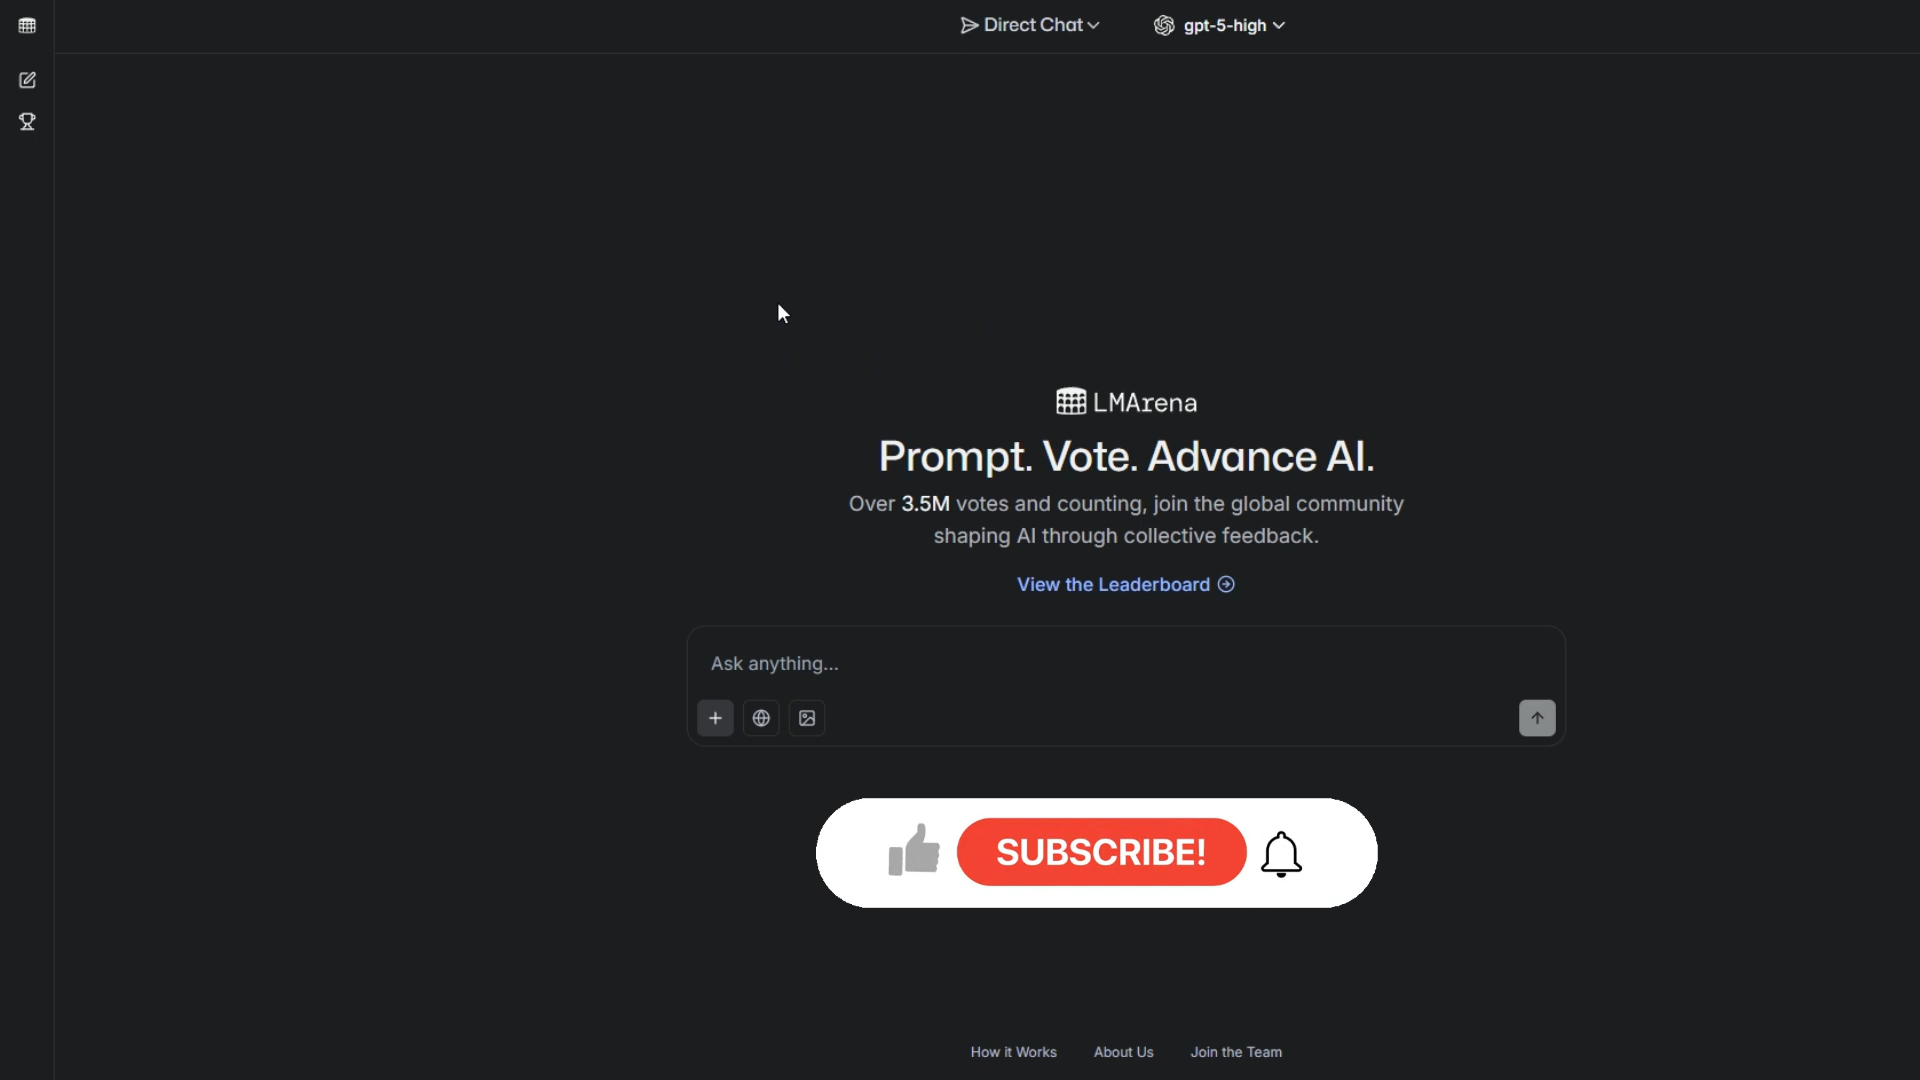 Direct Chat
gpt-5-high
LMArena
Prompt. Vote. Advance AI.
Over 3.5M votes and counting, join the global community
shaping AI through collective feedback.
View the Leaderboard
Ask anything...
SUBSCRIBE!
How it Works
About Us
Join the Team